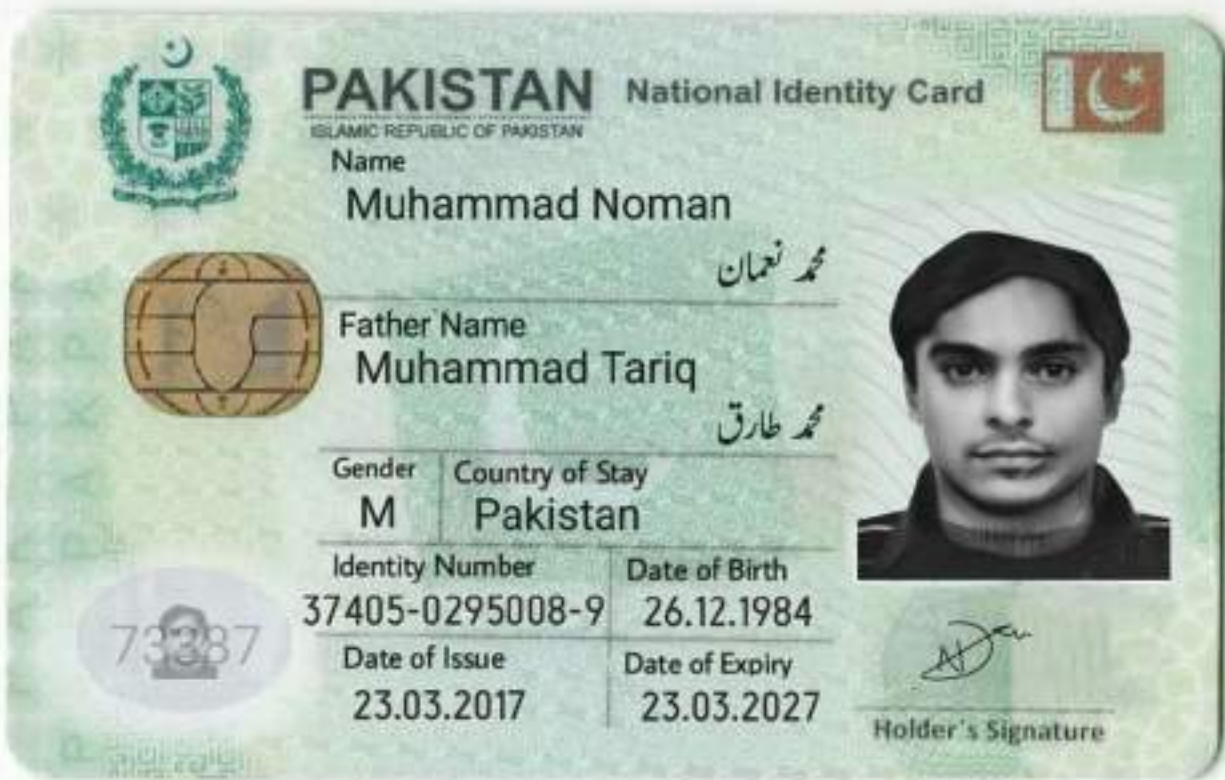 PAKISTAN National Identity Card
ISLAMIC REPUBLIC OF PAKISTAN
Name
Muhammad Noman
محمد نعمان
Father Name
Muhammad Tariq
محمد طارق
Gender Country of Stay
M Pakistan
Identity Number Date of Birth
37405-0295008-9 26.12.1984
73387
Date of Issue Date of Expiry
23.03.2017 23.03.2027
Holder's Signature